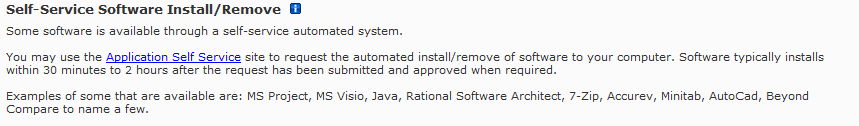 Self-Service Software Install/Remove
Some software is available through a self-service automated system.
You may use the Application Self Service site to request the automated install/remove of software to your computer. Software typically installs
within 30 minutes to 2 hours after the request has been submitted and approved when required.
Examples of some that are available are: MS Project, MS Visio, Java, Rational Software Architect, 7-Zip, Accurev, Minitab, AutoCad, Beyond
Compare to name a few.